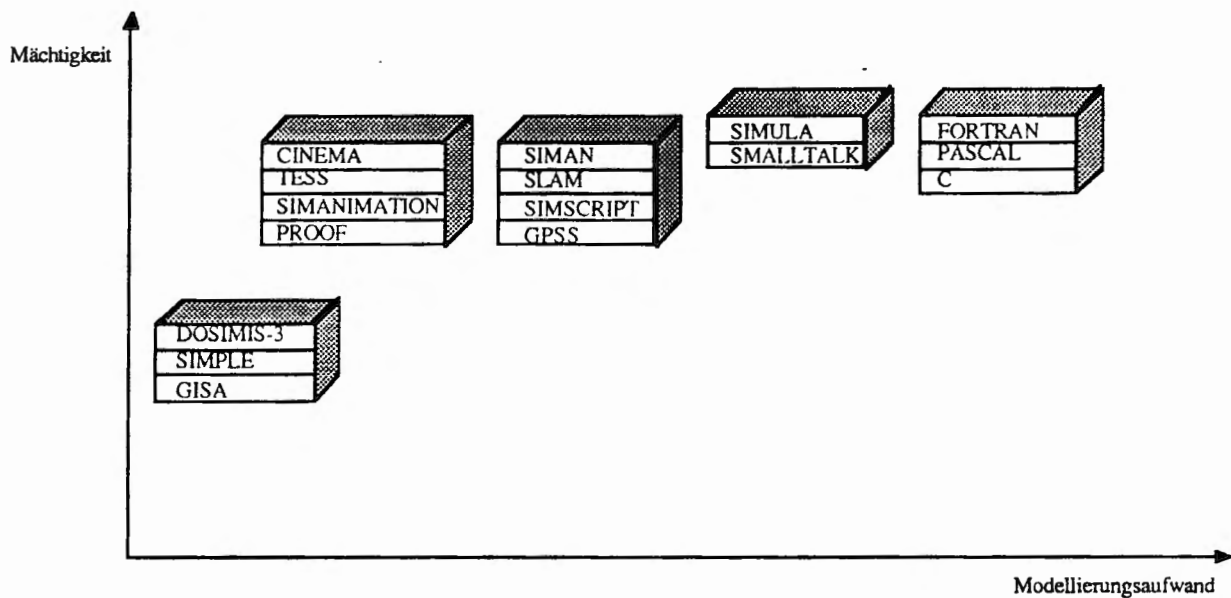 Mächtigkeit
CINEMA
TESS
SIMANIMATION
PROOF
SIMAN
SLAM
SIMSCRIPT
GPSS
SIMULA
SMALLTALK
FORTRAN
PASCAL
C
DOSIMIS-3
SIMPLE
GISA
Modellierungsaufwand